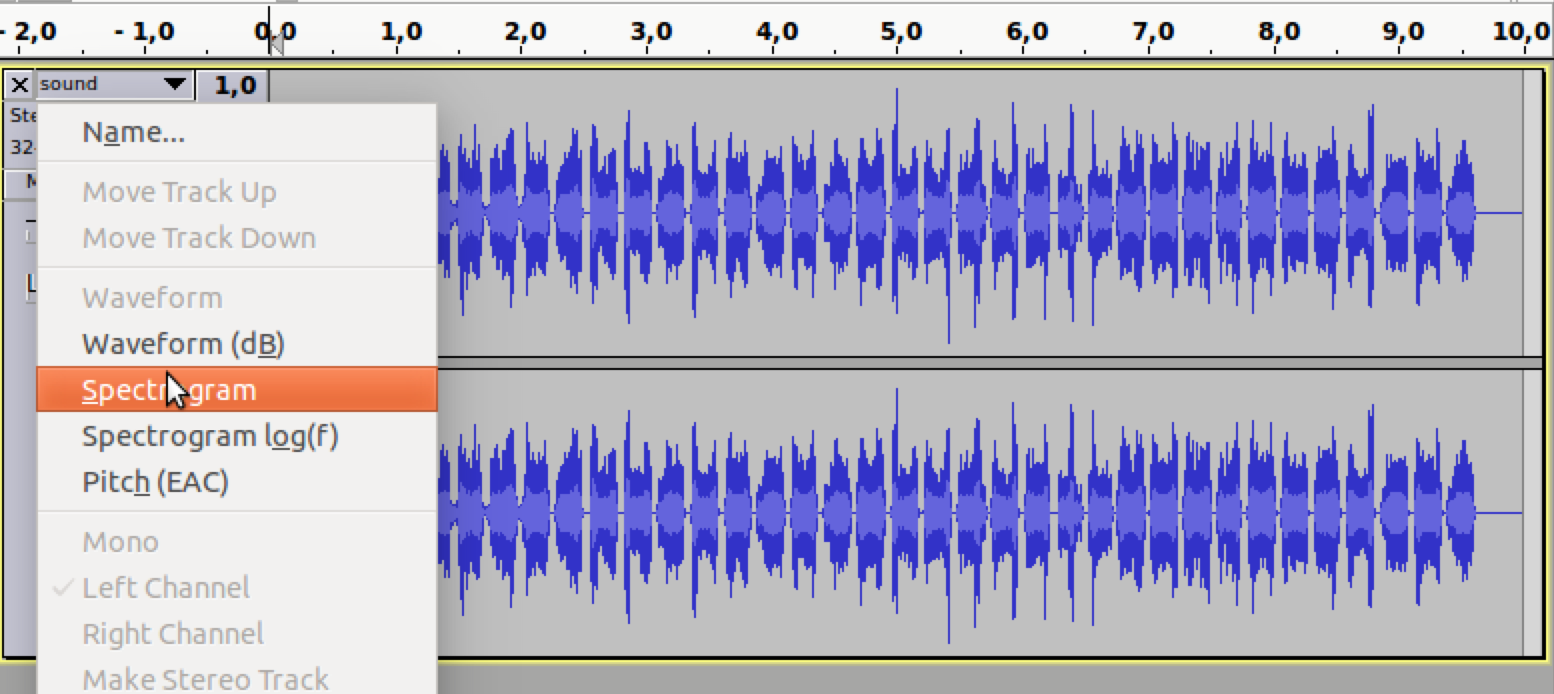 - 2,0 - 1,0 0,0 1,0 2,0 3,0 4,0 5,0 6,0 7,0 8,0 9,0 10,0
sound 1,0
Ste
32-
Name...
Move Track Up
Move Track Down
Waveform
Waveform (dB)
Spectrogram
Spectrogram log(f)
Pitch (EAC)
Mono
Left Channel
Right Channel
Make Stereo Track